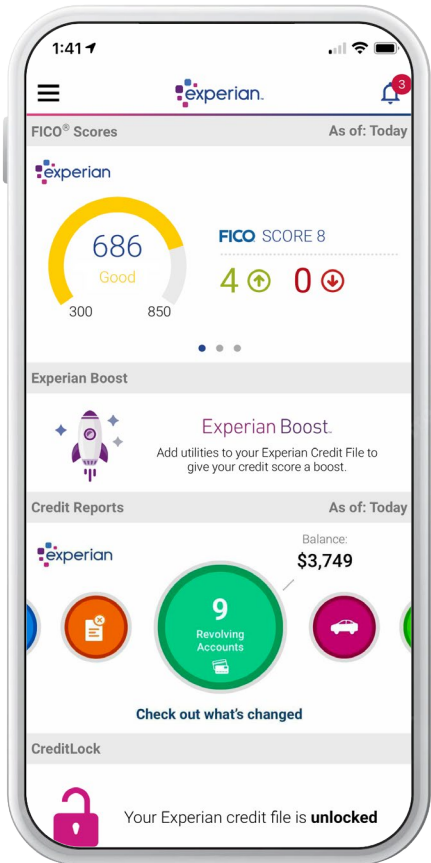 1:41
experian.
3
FICO® Scores
As of: Today
experian
686
Good
300
850
FICO SCORE 8
4
0
Experian Boost
Experian Boost™
Add utilities to your Experian Credit File to
give your credit score a boost.
Credit Reports
As of: Today
experian
Balance:
$3,749
9
Revolving
Accounts
Check out what's changed
CreditLock
Your Experian credit file is unlocked